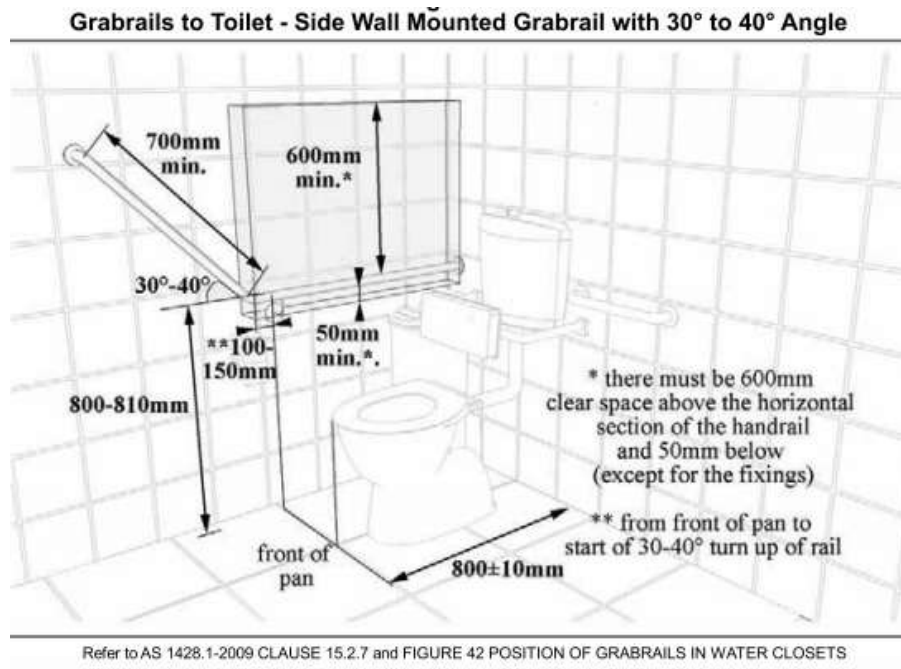 Grabrails to Toilet - Side Wall Mounted Grabrail with 30° to 40° Angle
700mm
min.
600mm
min.*
30°-40°
**100-
150mm
50mm
min.*.
800-810mm
* there must be 600mm
clear space above the horizontal
section of the handrail
and 50mm below
(except for the fixings)
** from front of pan to
start of 30-40° turn up of rail
front of
pan
800±10mm
Refer to AS 1428.1-2009 CLAUSE 15.2.7 and FIGURE 42 POSITION OF GRABRAILS IN WATER CLOSETS